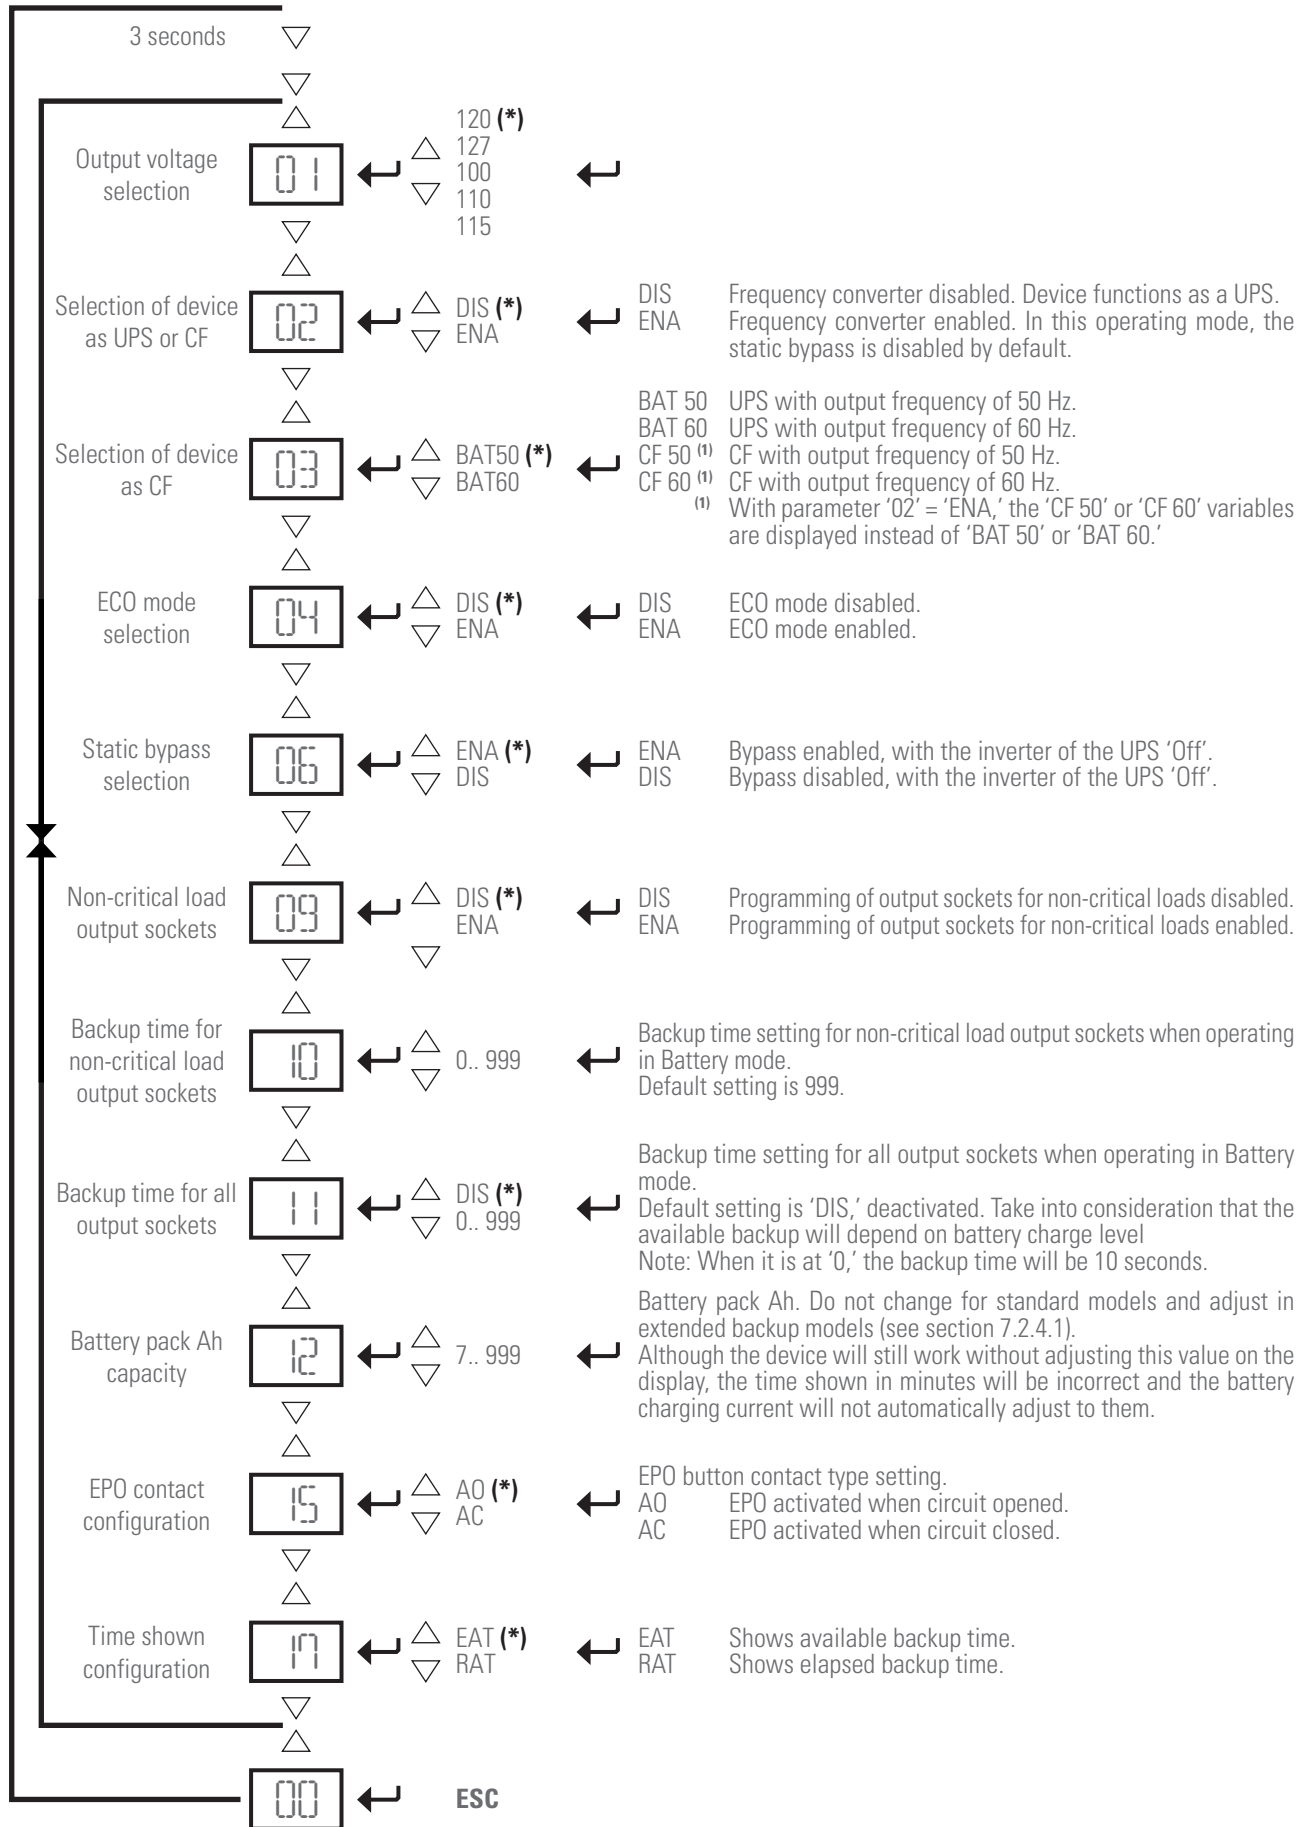 3 seconds
120 (*)
127
100
110
115
Output voltage
selection
01
Selection of device
as UPS or CF
02
DIS (*)
ENA
DIS Frequency converter disabled. Device functions as a UPS.
ENA Frequency converter enabled. In this operating mode, the
static bypass is disabled by default.
Selection of device
as CF
03
BAT50 (*)
BAT60
BAT 50 UPS with output frequency of 50 Hz.
BAT 60 UPS with output frequency of 60 Hz.
CF 50 (1) CF with output frequency of 50 Hz.
CF 60 (1) CF with output frequency of 60 Hz.
(1) With parameter ‘02’ = ‘ENA,’ the ‘CF 50’ or ‘CF 60’ variables
are displayed instead of ‘BAT 50’ or ‘BAT 60.’
ECO mode
selection
04
DIS (*)
ENA
DIS ECO mode disabled.
ENA ECO mode enabled.
Static bypass
selection
06
ENA (*)
DIS
ENA Bypass enabled, with the inverter of the UPS ‘Off’.
DIS Bypass disabled, with the inverter of the UPS ‘Off’.
Non-critical load
output sockets
09
DIS (*)
ENA
DIS Programming of output sockets for non-critical loads disabled.
ENA Programming of output sockets for non-critical loads enabled.
Backup time for
non-critical load
output sockets
10
0.. 999
Backup time setting for non-critical load output sockets when operating
in Battery mode.
Default setting is 999.
Backup time for all
output sockets
11
DIS (*)
0.. 999
Backup time setting for all output sockets when operating in Battery
mode.
Default setting is ‘DIS,’ deactivated. Take into consideration that the
available backup will depend on battery charge level
Note: When it is at ‘0,’ the backup time will be 10 seconds.
Battery pack Ah
capacity
12
7.. 999
Battery pack Ah. Do not change for standard models and adjust in
extended backup models (see section 7.2.4.1).
Although the device will still work without adjusting this value on the
display, the time shown in minutes will be incorrect and the battery
charging current will not automatically adjust to them.
EPO contact
configuration
15
AO (*)
AC
EPO button contact type setting.
AO EPO activated when circuit opened.
AC EPO activated when circuit closed.
Time shown
configuration
17
EAT (*)
RAT
EAT Shows available backup time.
RAT Shows elapsed backup time.
00
ESC